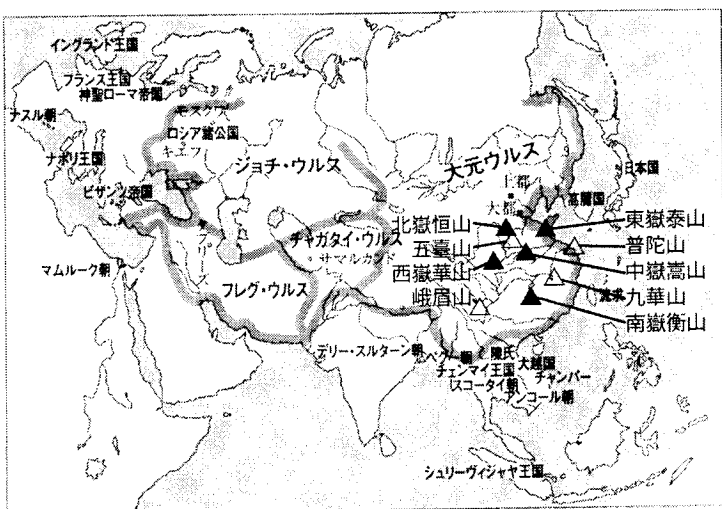 イングランド王国
フランス王国
神聖ローマ帝国
ナスル朝
ナポリ王国
ビザンツ帝国
モスクワ
ロシア諸公国
キエフ
ジョチ・ウルス
大元ウルス
上都
大都
高麗国
日本国
北嶽恒山
五臺山
西嶽華山
峨眉山
東嶽泰山
普陀山
中嶽嵩山
九華山
南嶽衡山
チャガタイ・ウルス
サマルカンド
タブリーズ
フレグ・ウルス
マムルーク朝
デリー・スルターン朝
ペグー朝
陳氏
大越国
チェンマイ王国
(スコータイ朝
チャンパー
アンコール朝
シュリーヴィジャヤ王国